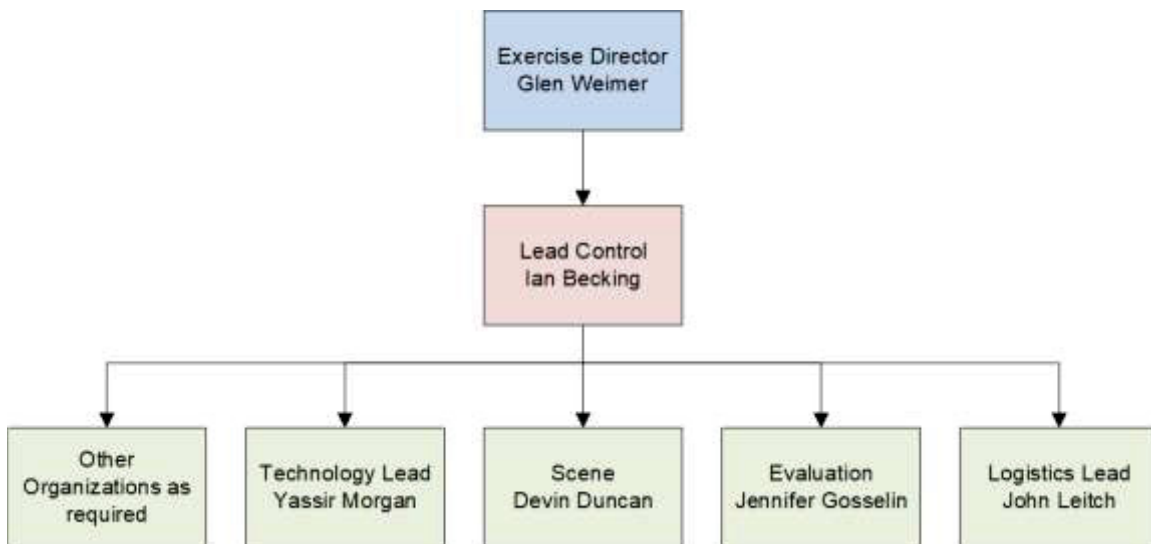 Exercise Director
Glen Weimer
Lead Control
Ian Becking
Other
Organizations as
required
Technology Lead
Yassir Morgan
Scene
Devin Duncan
Evaluation
Jennifer Gosselin
Logistics Lead
John Leitch